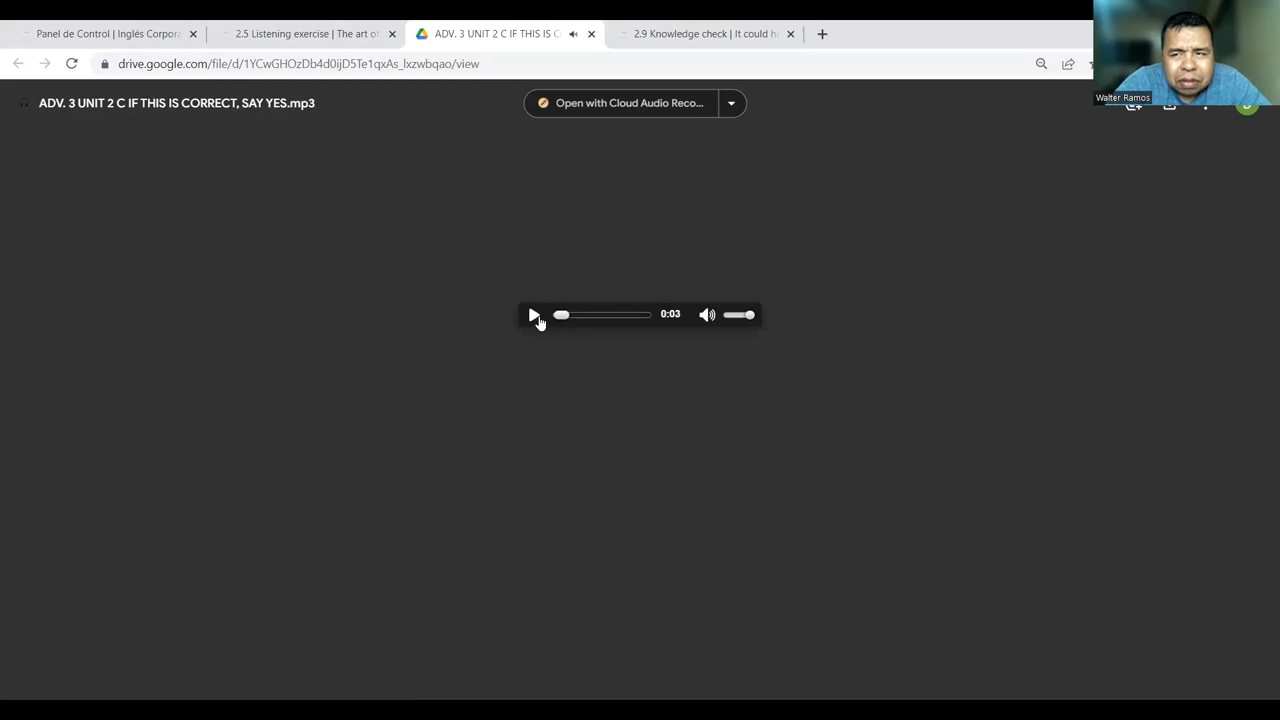 Panel de Control | Inglés Corpora
2.5 Listening exercise | The art of
ADV. 3 UNIT 2 C IF THIS IS C
2.9 Knowledge check | It could h
drive.google.com/file/d/1YCwGHOzDb4d0ijD5Te1qxAs_lxzwbqao/view
Walter Ramos
ADV. 3 UNIT 2 C IF THIS IS CORRECT, SAY YES.mp3
Open with Cloud Audio Reco...
0:03